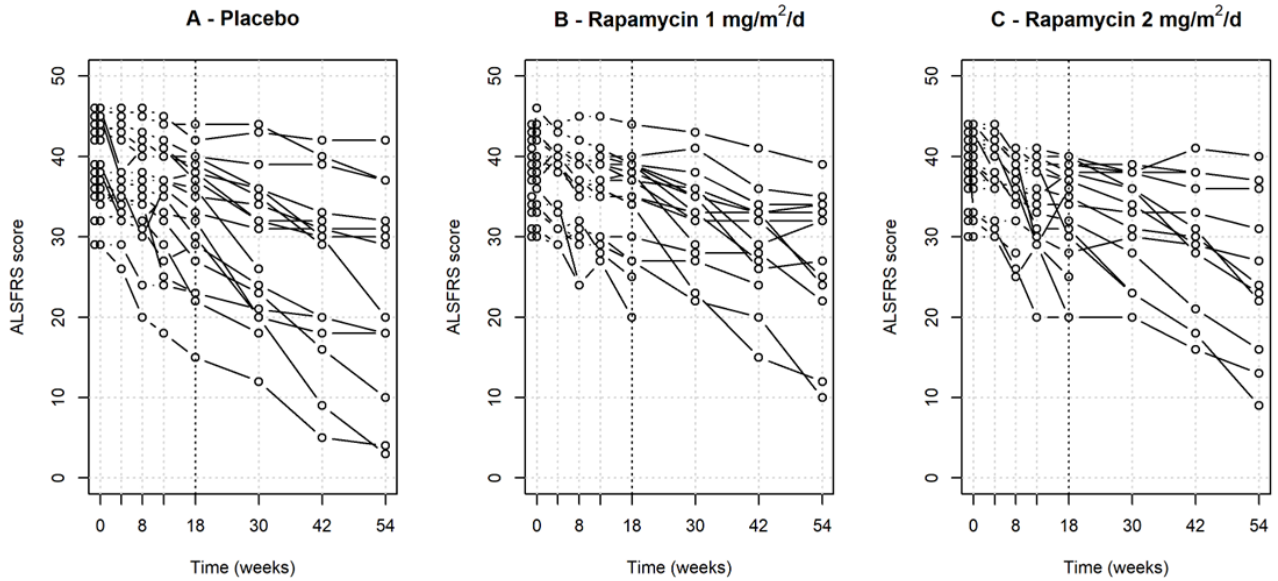 A - Placebo
ALSFRS score
50
40
30
20
10
0
0 8 18 30 42 54
Time (weeks)
B - Rapamycin 1 mg/m²/d
ALSFRS score
50
40
30
20
10
0
0 8 18 30 42 54
Time (weeks)
C - Rapamycin 2 mg/m²/d
ALSFRS score
50
40
30
20
10
0
0 8 18 30 42 54
Time (weeks)